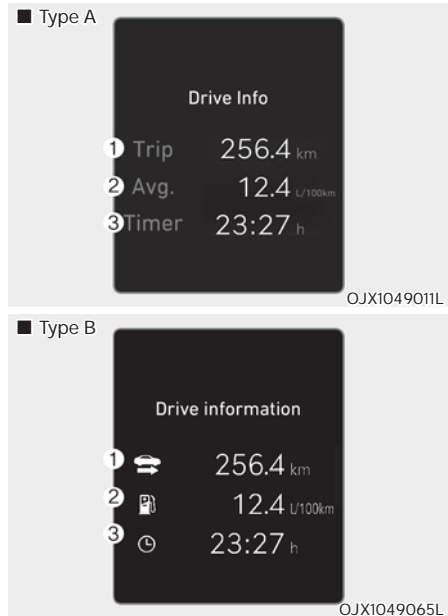 ■ Type A
Drive Info
① Trip 256.4 km
② Avg. 12.4 L/100km
③ Timer 23:27 h
OJX1049011L
■ Type B
Drive information
① 256.4 km
② 12.4 L/100km
③ 23:27 h
OJX1049065L